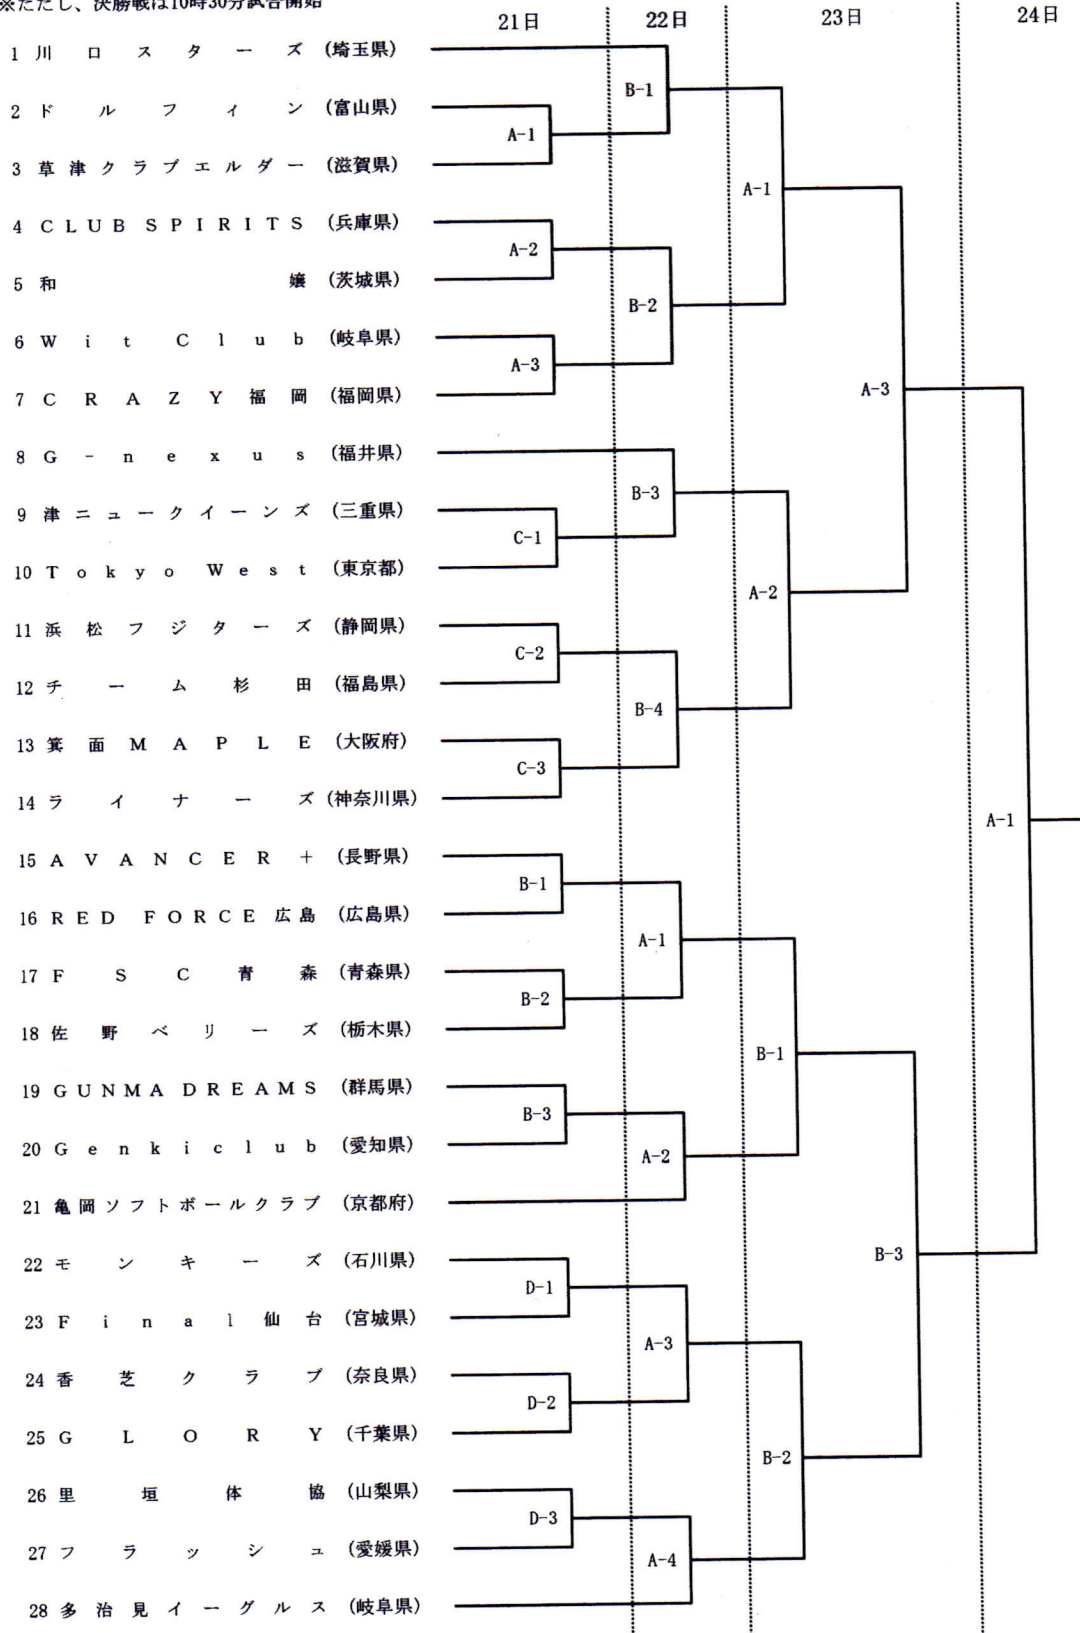 ※ただし、決勝戦は10時30分試合開始
21日 22日 23日 24日
1 川口スターズ (埼玉県)
2 ドルフィン (富山県)
3 草津クラブエルダー (滋賀県)
4 CLUB SPIRITS (兵庫県)
5 和嬢 (茨城県)
6 Wit Club (岐阜県)
7 CRAZY福岡 (福岡県)
8 G-nexus (福井県)
9 津ニュークイーンズ (三重県)
10 Tokyo West (東京都)
11 浜松フジターズ (静岡県)
12 チーム杉田 (福島県)
13 箕面MAPLE (大阪府)
14 ライナーズ (神奈川県)
15 AVANCER+ (長野県)
16 RED FORCE広島 (広島県)
17 FSC青森 (青森県)
18 佐野ベリーズ (栃木県)
19 GUNMA DREAMS (群馬県)
20 Genkiclub (愛知県)
21 亀岡ソフトボールクラブ (京都府)
22 モンキーズ (石川県)
23 Final仙台 (宮城県)
24 香芝クラブ (奈良県)
25 GLORY (千葉県)
26 里垣体協 (山梨県)
27 フラッシュ (愛媛県)
28 多治見イーグルス (岐阜県)
A-1
A-2
A-3
C-1
C-2
C-3
B-1
B-2
B-3
D-1
D-2
D-3
B-1
B-2
B-3
B-4
A-1
A-2
A-3
A-4
A-1
A-2
B-1
B-2
A-3
B-3
A-1